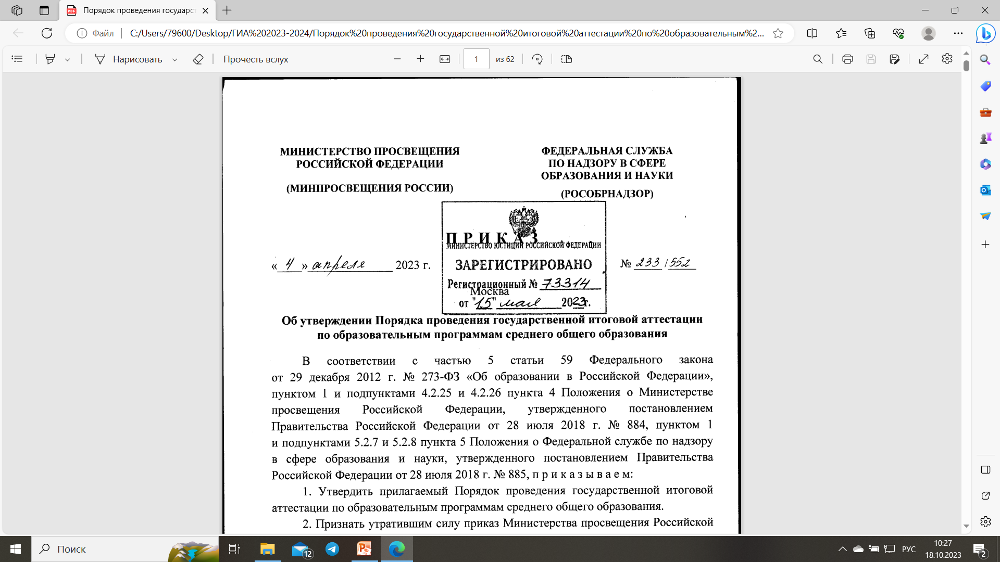 Порядок проведения государст
Файл
C:/Users/79600/Desktop/ГИА%202023-2024/Порядок%20проведения%20государственной%20итоговой%20аттестации%20по%20образовательным%2...
Нарисовать
Прочесть вслух
1
из 62
МИНИСТЕРСТВО ПРОСВЕЩЕНИЯ
РОССИЙСКОЙ ФЕДЕРАЦИИ
(МИНПРОСВЕЩЕНИЯ РОССИИ)
ФЕДЕРАЛЬНАЯ СЛУЖБА
ПО НАДЗОРУ В СФЕРЕ
ОБРАЗОВАНИЯ И НАУКИ
(РОСОБРНАДЗОР)
П Р И К А З
МИНИСТЕРСТВО ЮСТИЦИИ РОССИЙСКОЙ ФЕДЕРАЦИИ
ЗАРЕГИСТРИРОВАНО
«4» апреля 2023 г.
№ 233 / 552
Регистрационный № 73314
Москва
от "15" мая 2023г.
Об утверждении Порядка проведения государственной итоговой аттестации
по образовательным программам среднего общего образования
В соответствии с частью 5 статьи 59 Федерального закона
от 29 декабря 2012 г. № 273-ФЗ «Об образовании в Российской Федерации»,
пунктом 1 и подпунктами 4.2.25 и 4.2.26 пункта 4 Положения о Министерстве
просвещения Российской Федерации, утвержденного постановлением
Правительства Российской Федерации от 28 июля 2018 г. № 884, пунктом 1
и подпунктами 5.2.7 и 5.2.8 пункта 5 Положения о Федеральной службе по надзору
в сфере образования и науки, утвержденного постановлением Правительства
Российской Федерации от 28 июля 2018 г. № 885, п р и к а з ы в а е м:
1. Утвердить прилагаемый Порядок проведения государственной итоговой
аттестации по образовательным программам среднего общего образования.
2. Признать утратившим силу приказ Министерства просвещения Российской
Поиск
12
РУС
10:27
18.10.2023
2